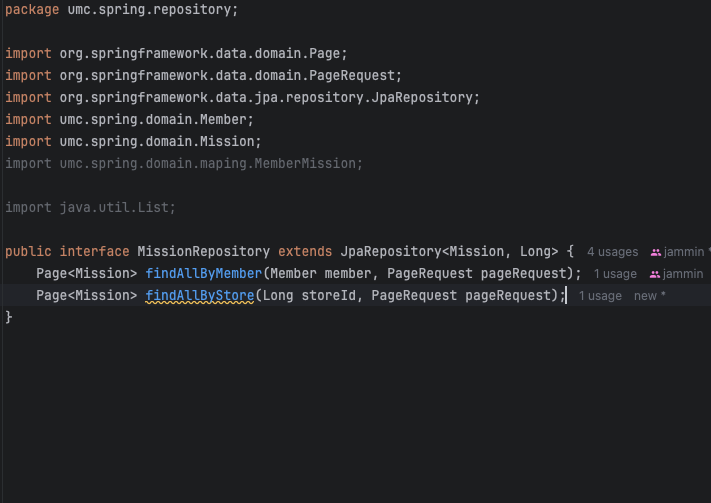 package umc.spring.repository;
import org.springframework.data.domain.Page;
import org.springframework.data.domain.PageRequest;
import org.springframework.data.jpa.repository.JpaRepository;
import umc.spring.domain.Member;
import umc.spring.domain.Mission;
import umc.spring.domain.maping.MemberMission;
import java.util.List;
public interface MissionRepository extends JpaRepository<Mission, Long> { 4 usages jammin *
Page<Mission> findAllByMember(Member member, PageRequest pageRequest); 1 usage jammin
Page<Mission> findAllByStore(Long storeId, PageRequest pageRequest); 1 usage new *
}